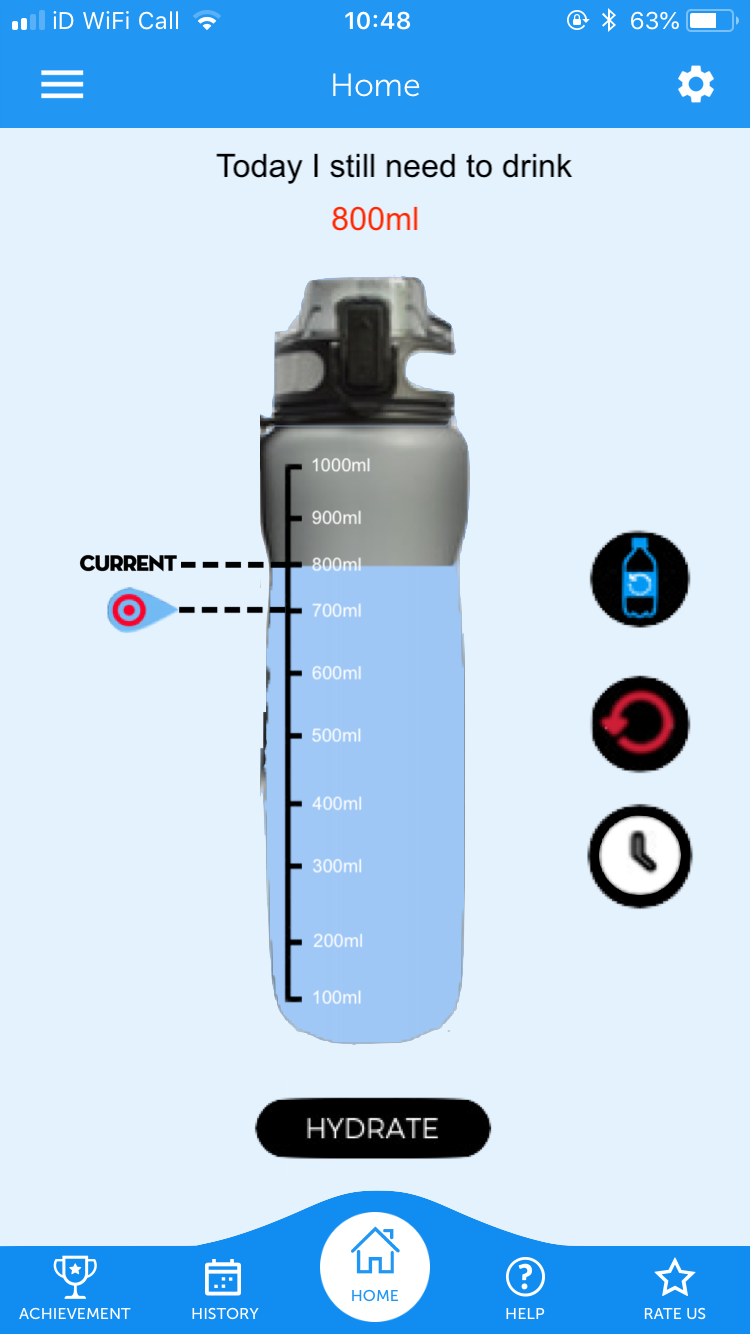 iD WiFi Call 10:48 63%
Home
Today I still need to drink
800ml
1000ml
900ml
CURRENT 800ml
700ml
600ml
500ml
400ml
300ml
200ml
100ml
HYDRATE
ACHIEVEMENT HISTORY HOME HELP RATE US